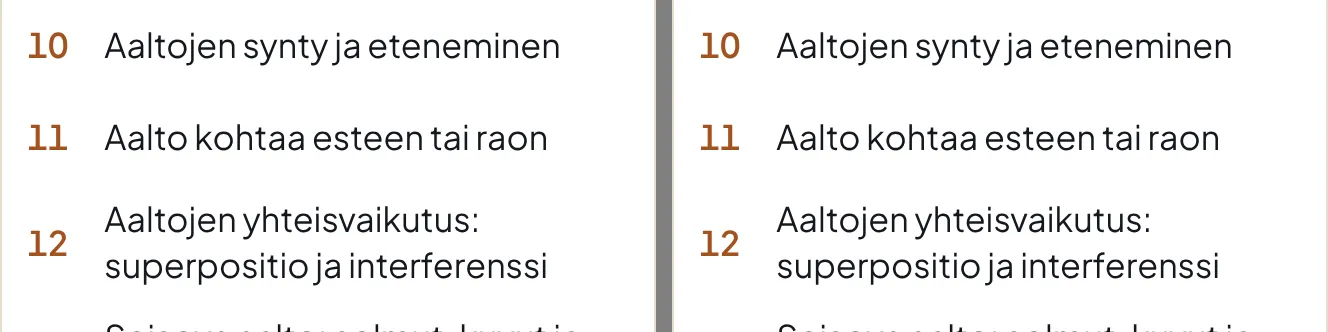 10 Aaltojen synty ja eteneminen
11 Aalto kohtaa esteen tai raon
12 Aaltojen yhteisvaikutus:
superpositio ja interferenssi
10 Aaltojen synty ja eteneminen
11 Aalto kohtaa esteen tai raon
12 Aaltojen yhteisvaikutus:
superpositio ja interferenssi